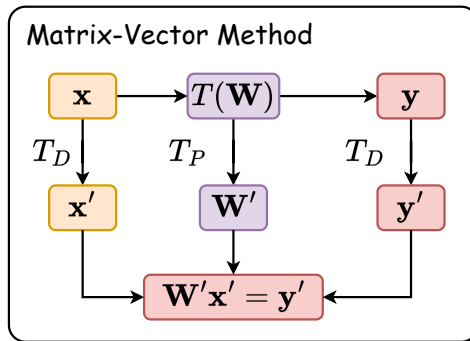 Matrix-Vector Method
x T(W) y
T_D T_P T_D
x′ W′ y′
W′x′ = y′